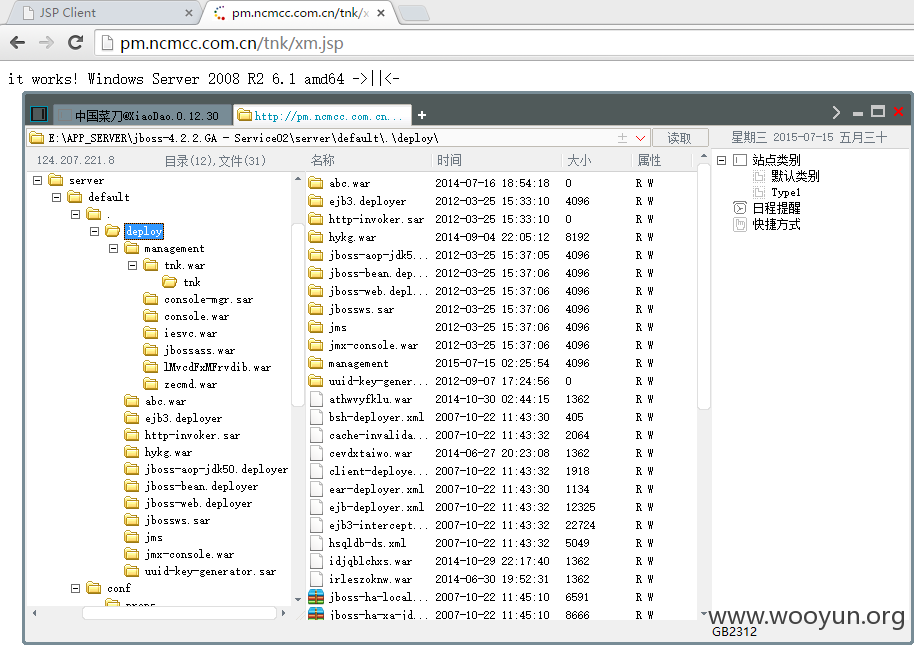 JSP Client
pm.ncmcc.com.cn/tnk/x
pm.ncmcc.com.cn/tnk/xm.jsp
it works! Windows Server 2008 R2 6.1 amd64 ->||<-
中国菜刀@XiaoDao.0.12.30
http://pm.ncmcc.com.cn...
E:\APP_SERVER\jboss-4.2.2.GA - Service02\server\default\.\deploy\
读取
星期三 2015-07-15 五月三十
124.207.221.8
目录(12),文件(31)
server
default
.
deploy
management
tnk.war
tnk
console-mgr.sar
console.war
iesvc.war
jbossass.war
lMvcdFxMFrvdib.war
zecmd.war
abc.war
ejb3.deployer
http-invoker.sar
hykg.war
jboss-aop-jdk50.deployer
jboss-bean.deployer
jboss-web.deployer
jbossws.sar
jms
jmx-console.war
uuid-key-generator.sar
conf
props
名称 时间 大小 属性
abc.war 2014-07-16 18:54:18 0 R W
ejb3.deployer 2012-03-25 15:33:10 4096 R W
http-invoker.sar 2012-03-25 15:33:10 0 R W
hykg.war 2014-09-04 22:05:12 8192 R W
jboss-aop-jdk5... 2012-03-25 15:37:05 4096 R W
jboss-bean.dep... 2012-03-25 15:37:06 4096 R W
jboss-web.depl... 2012-03-25 15:37:06 4096 R W
jbossws.sar 2012-03-25 15:37:06 4096 R W
jms 2012-03-25 15:37:06 4096 R W
jmx-console.war 2012-03-25 15:37:06 4096 R W
management 2015-07-15 02:25:54 4096 R W
uuid-key-gener... 2012-09-07 17:24:56 0 R W
athwvyfklu.war 2014-10-30 02:44:15 1362 R W
bsh-deployer.xml 2007-10-22 11:43:30 405 R W
cache-invalida... 2007-10-22 11:43:32 2064 R W
cevdxtaiwo.war 2014-06-27 20:23:08 1362 R W
client-deploye... 2007-10-22 11:43:32 1918 R W
ear-deployer.xml 2007-10-22 11:43:30 1134 R W
ejb-deployer.xml 2007-10-22 11:43:32 12325 R W
ejb3-intercept... 2007-10-22 11:43:32 22724 R W
hsqldb-ds.xml 2007-10-22 11:43:32 5049 R W
idjqblchxs.war 2014-10-29 22:17:40 1362 R W
irleszoknw.war 2014-06-30 19:52:31 1362 R W
jboss-ha-local... 2007-10-22 11:45:10 6591 R W
jboss-ha-xa-jd... 2007-10-22 11:45:10 8666 R W
站点类别
默认类别
Type1
日程提醒
快捷方式
www.wooyun.org
GB2312